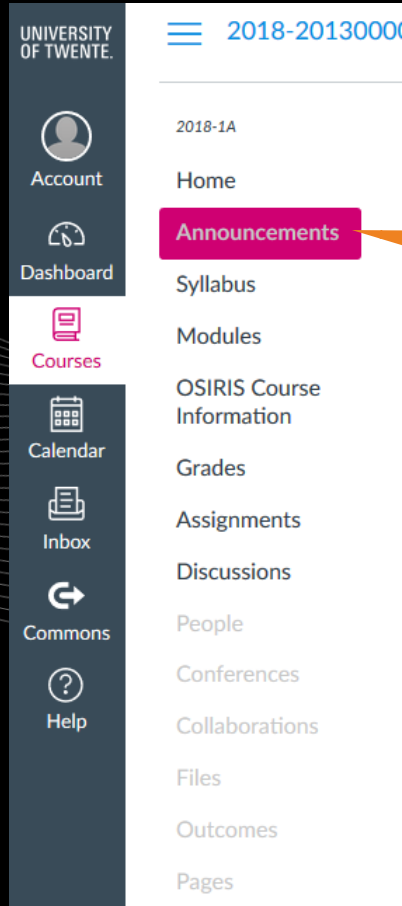 UNIVERSITY
OF TWENTE.
Account
Dashboard
Courses
Calendar
Inbox
Commons
Help
2018-2013000
2018-1A
Home
Announcements
Syllabus
Modules
OSIRIS Course
Information
Grades
Assignments
Discussions
People
Conferences
Collaborations
Files
Outcomes
Pages